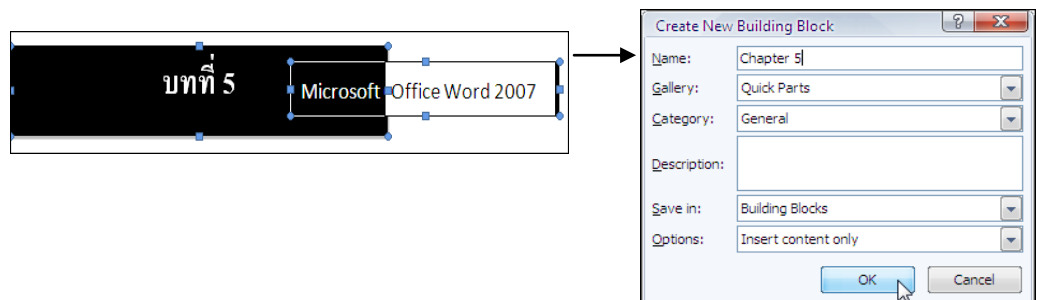 บทที่ 5
Microsoft Office Word 2007
Create New Building Block
Name: Chapter 5
Gallery: Quick Parts
Category: General
Description:
Save in: Building Blocks
Options: Insert content only
OK Cancel